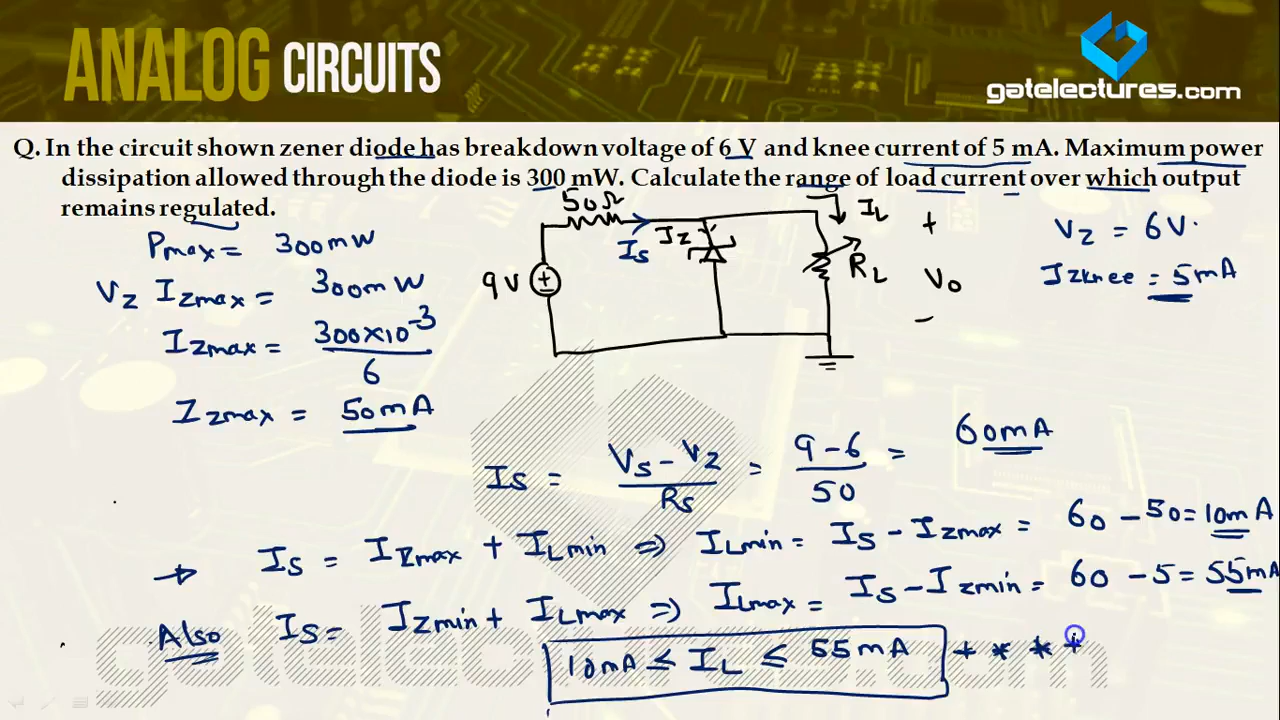 ANALOG CIRCUITS
gatelectures.com
Q. In the circuit shown zener diode has breakdown voltage of 6 V and knee current of 5 mA. Maximum power
dissipation allowed through the diode is 300 mW. Calculate the range of load current over which output
remains regulated.
50Ω
Is
Iz
IL
+
RL
Vo
−
9V
+
−
Vz = 6V.
Izknee = 5mA
Pmax = 300mW
Vz Izmax = 300mW
Izmax = 300×10^-3 / 6
Izmax = 50mA
Is = Vs − Vz / Rs = 9 − 6 / 50 = 60mA
→ Is = Izmax + ILmin ⇒ ILmin = Is − Izmax = 60 − 50 = 10mA
Also Is = Izmin + ILmax ⇒ ILmax = Is − Izmin = 60 − 5 = 55mA
10mA ≤ IL ≤ 55mA + * * +
gatelectures.com